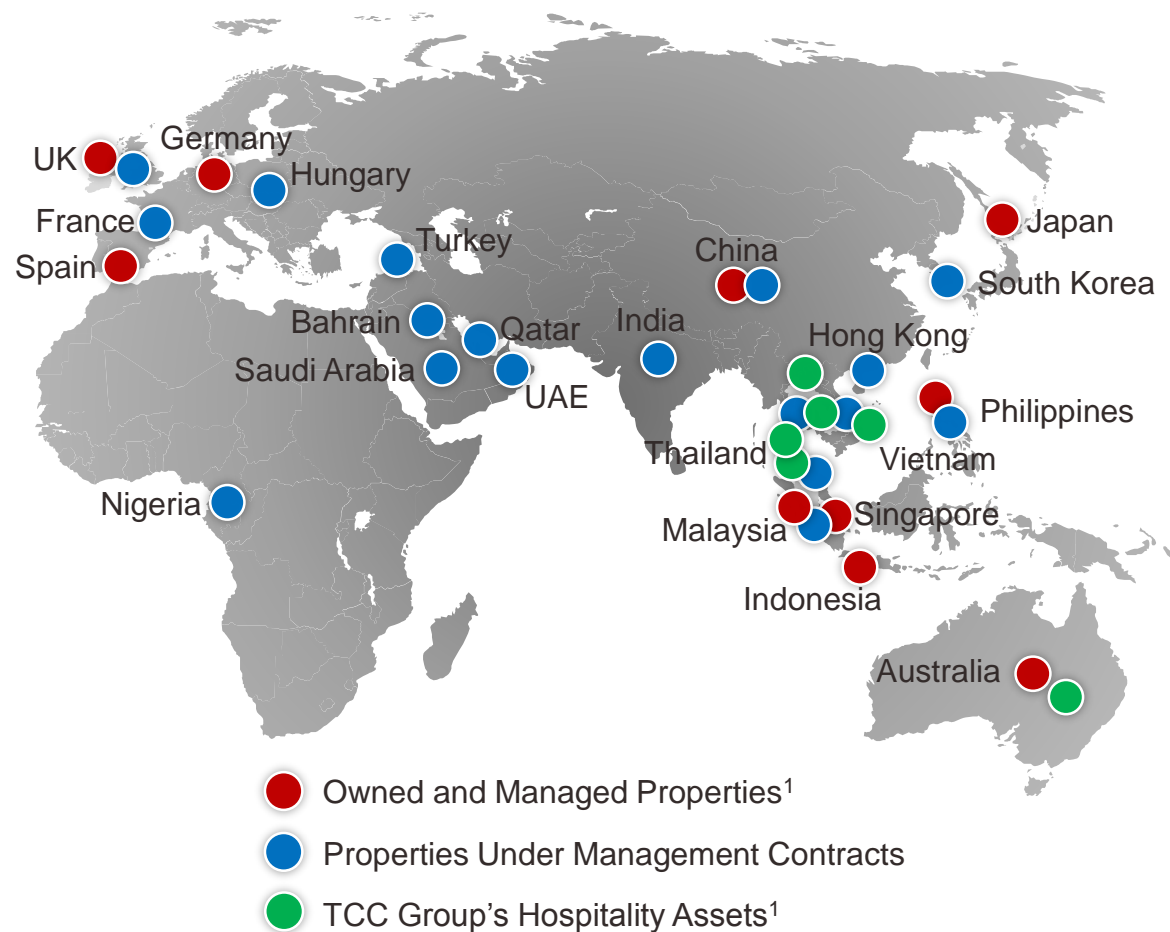 Germany
UK
Hungary
France
Japan
Turkey
China
Spain
South Korea
Bahrain
India
Qatar
Hong Kong
Saudi Arabia
UAE
Philippines
Thailand
Vietnam
Nigeria
Singapore
Malaysia
Indonesia
Australia
Owned and Managed Properties¹
Properties Under Management Contracts
TCC Group's Hospitality Assets¹